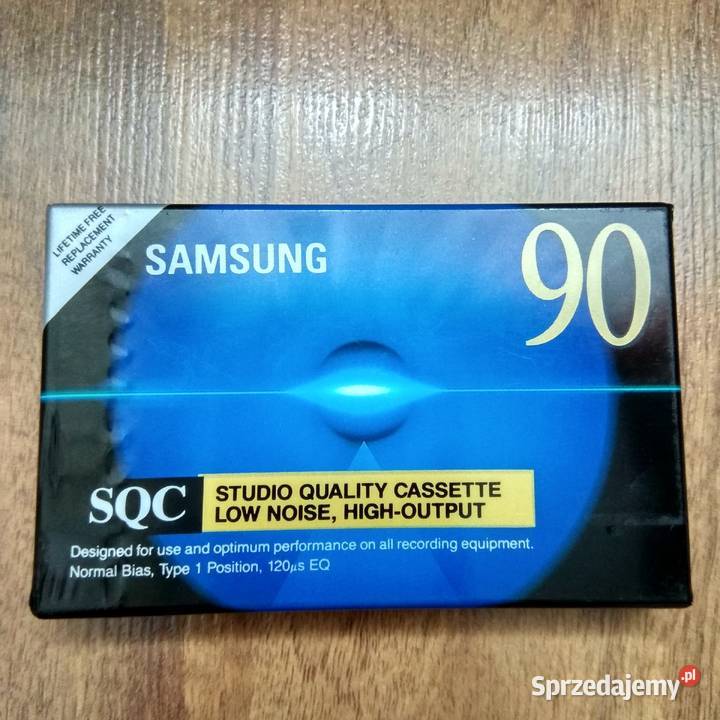 LIFETIME FREE
REPLACEMENT
WARRANTY
SAMSUNG
90
SQC
STUDIO QUALITY CASSETTE
LOW NOISE, HIGH-OUTPUT
Designed for use and optimum performance on all recording equipment.
Normal Bias, Type 1 Position, 120µs EQ
Sprzedajemy.pl